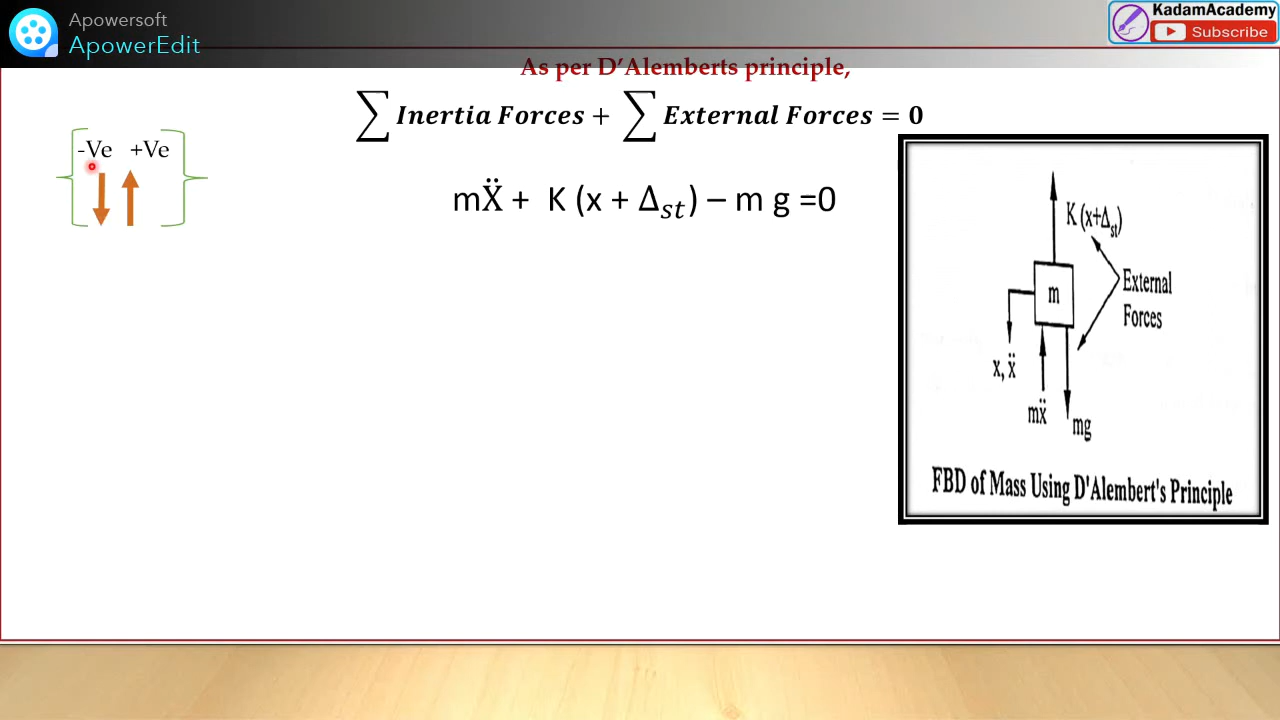 Apowersoft
ApowerEdit
KadamAcademy
Subscribe
As per D’Alemberts principle,
∑ Inertia Forces + ∑ External Forces = 0
-Ve +Ve
mẌ + K (x + Δst) – m g =0
K (x+Δst)
m
External
Forces
x, ẍ
mẍ
mg
FBD of Mass Using D'Alembert's Principle